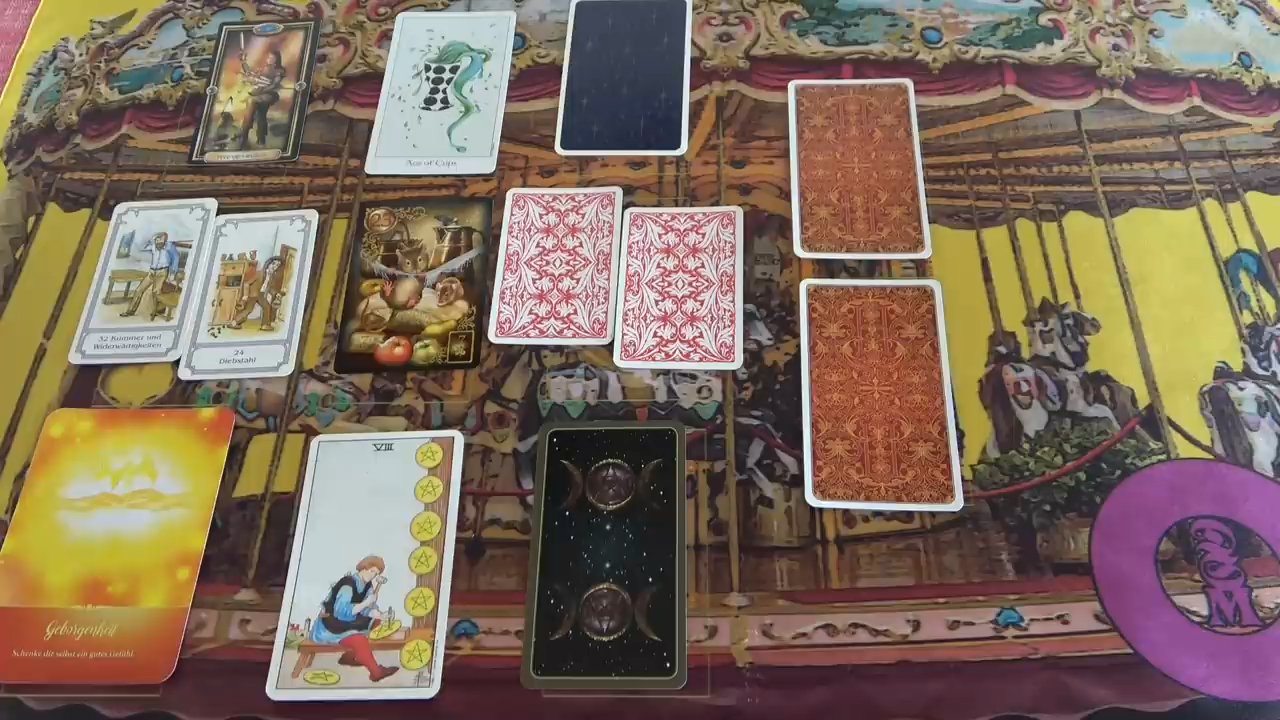 Ace of Cups
32 Kummer und
Widerwärtigkeiten
24
Diebstahl
VIII
Geborgenheit
Schenke dir selbst ein gutes Gefühl.